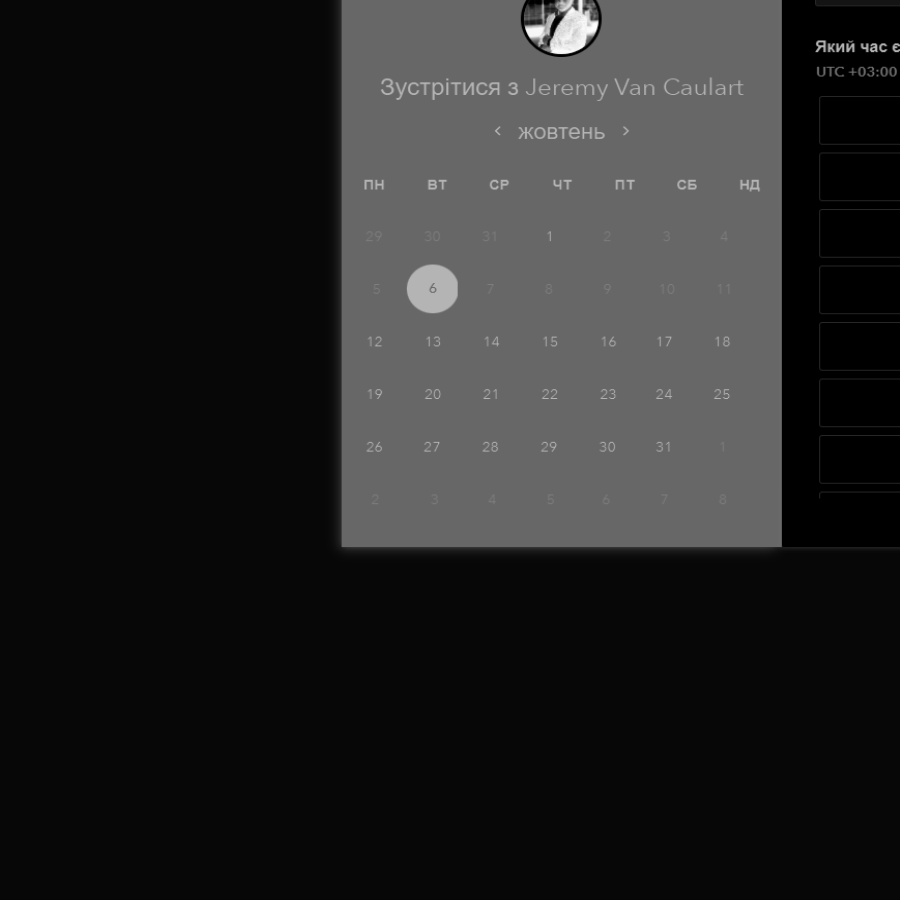 Зустрітися з Jeremy Van Caulart
жовтень
ПН ВТ СР ЧТ ПТ СБ НД
29 30 31 1 2 3 4
5 6 7 8 9 10 11
12 13 14 15 16 17 18
19 20 21 22 23 24 25
26 27 28 29 30 31 1
2 3 4 5 6 7 8
Який час є
UTC +03:00